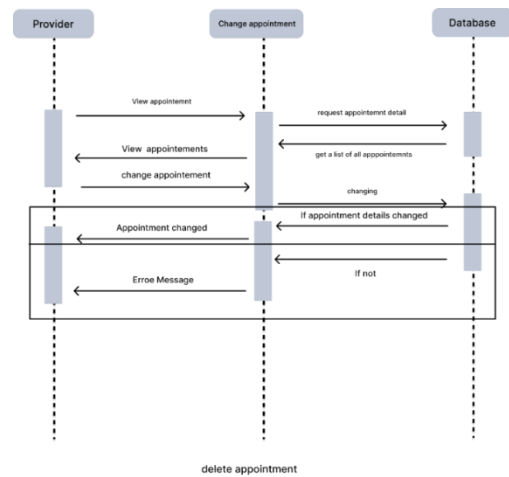 Provider
Change appointment
Database
View appointemnt
request appointemnt detail
View appointements
get a list of all apppointemnts
change appointement
changing
If appointment details changed
Appointment changed
If not
Erroe Message
delete appointment